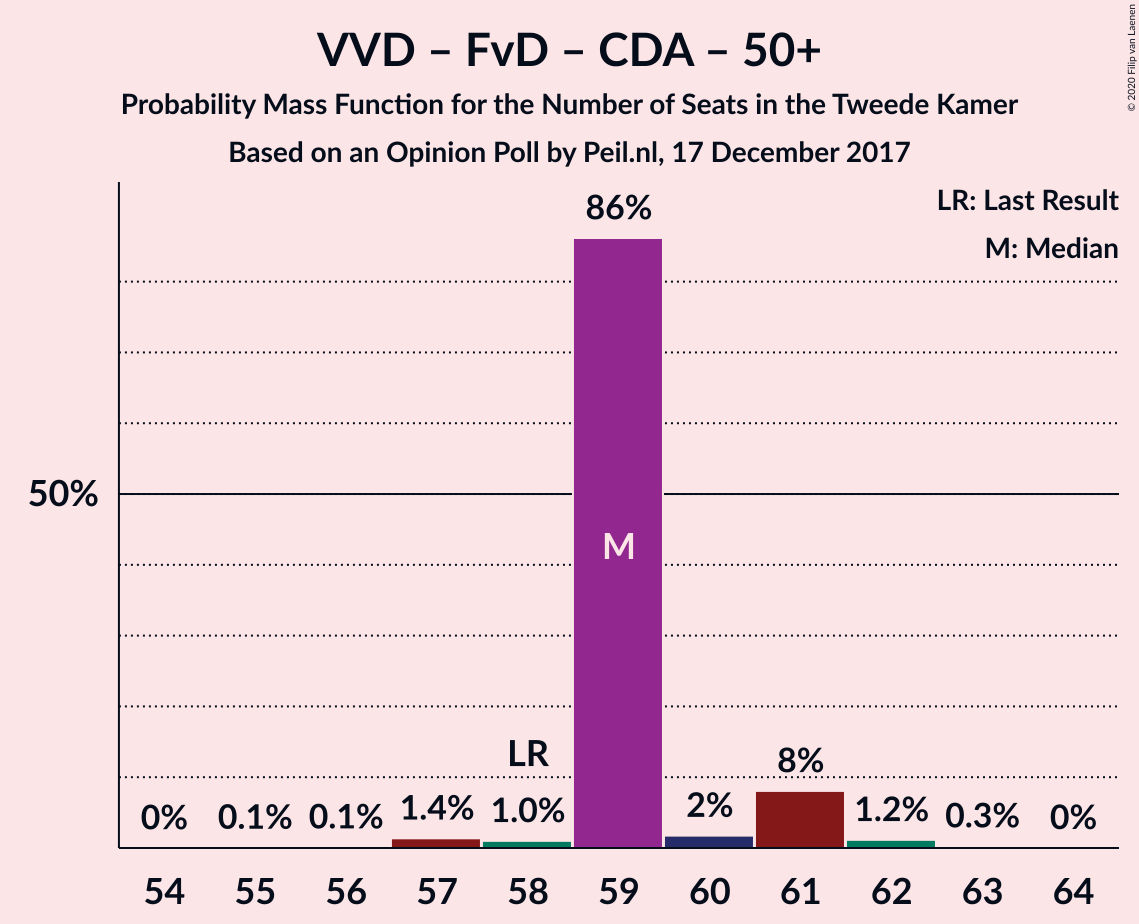 VVD – FvD – CDA – 50+
Probability Mass Function for the Number of Seats in the Tweede Kamer
Based on an Opinion Poll by Peil.nl, 17 December 2017
© 2020 Filip van Laenen
LR: Last Result
M: Median
86%
50%
M
LR
0% 0.1% 0.1% 1.4% 1.0% 2% 8% 1.2% 0.3% 0%
54 55 56 57 58 59 60 61 62 63 64